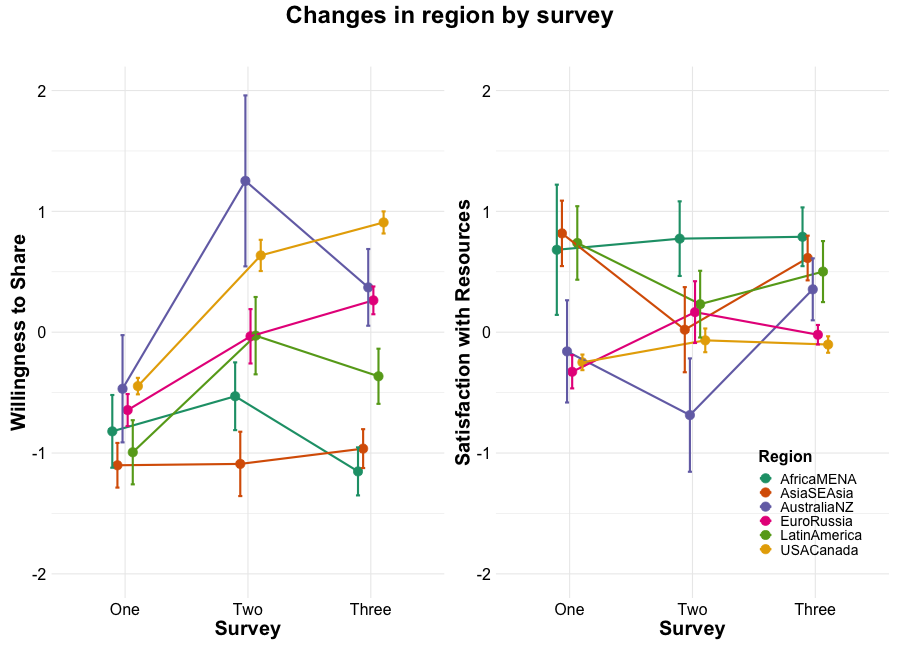 Changes in region by survey
Willingness to Share
2
1
0
-1
-2
One Two Three
Survey
Satisfaction with Resources
2
1
0
-1
-2
One Two Three
Survey
Region
AfricaMENA
AsiaSEAsia
AustraliaNZ
EuroRussia
LatinAmerica
USACanada